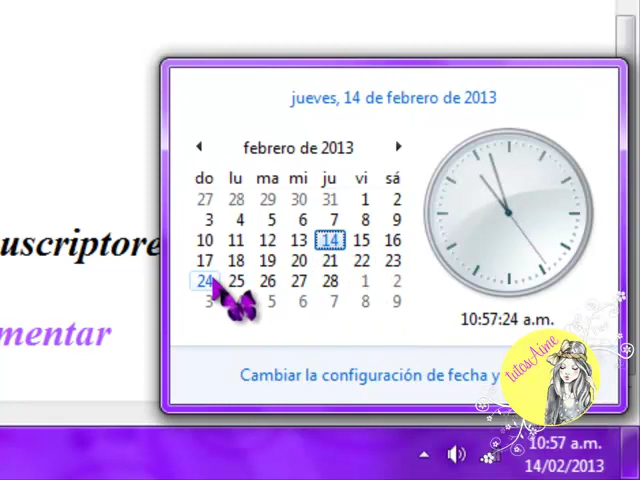 jueves, 14 de febrero de 2013
febrero de 2013
do lu ma mi ju vi sá
27 28 29 30 31 1 2
3 4 5 6 7 8 9
10 11 12 13 14 15 16
17 18 19 20 21 22 23
24 25 26 27 28 1 2
3 5 6 7 8 9
uscriptore
mentar
10:57:24 a.m.
Cambiar la configuración de fecha y
tutosAime
10:57 a.m.
14/02/2013